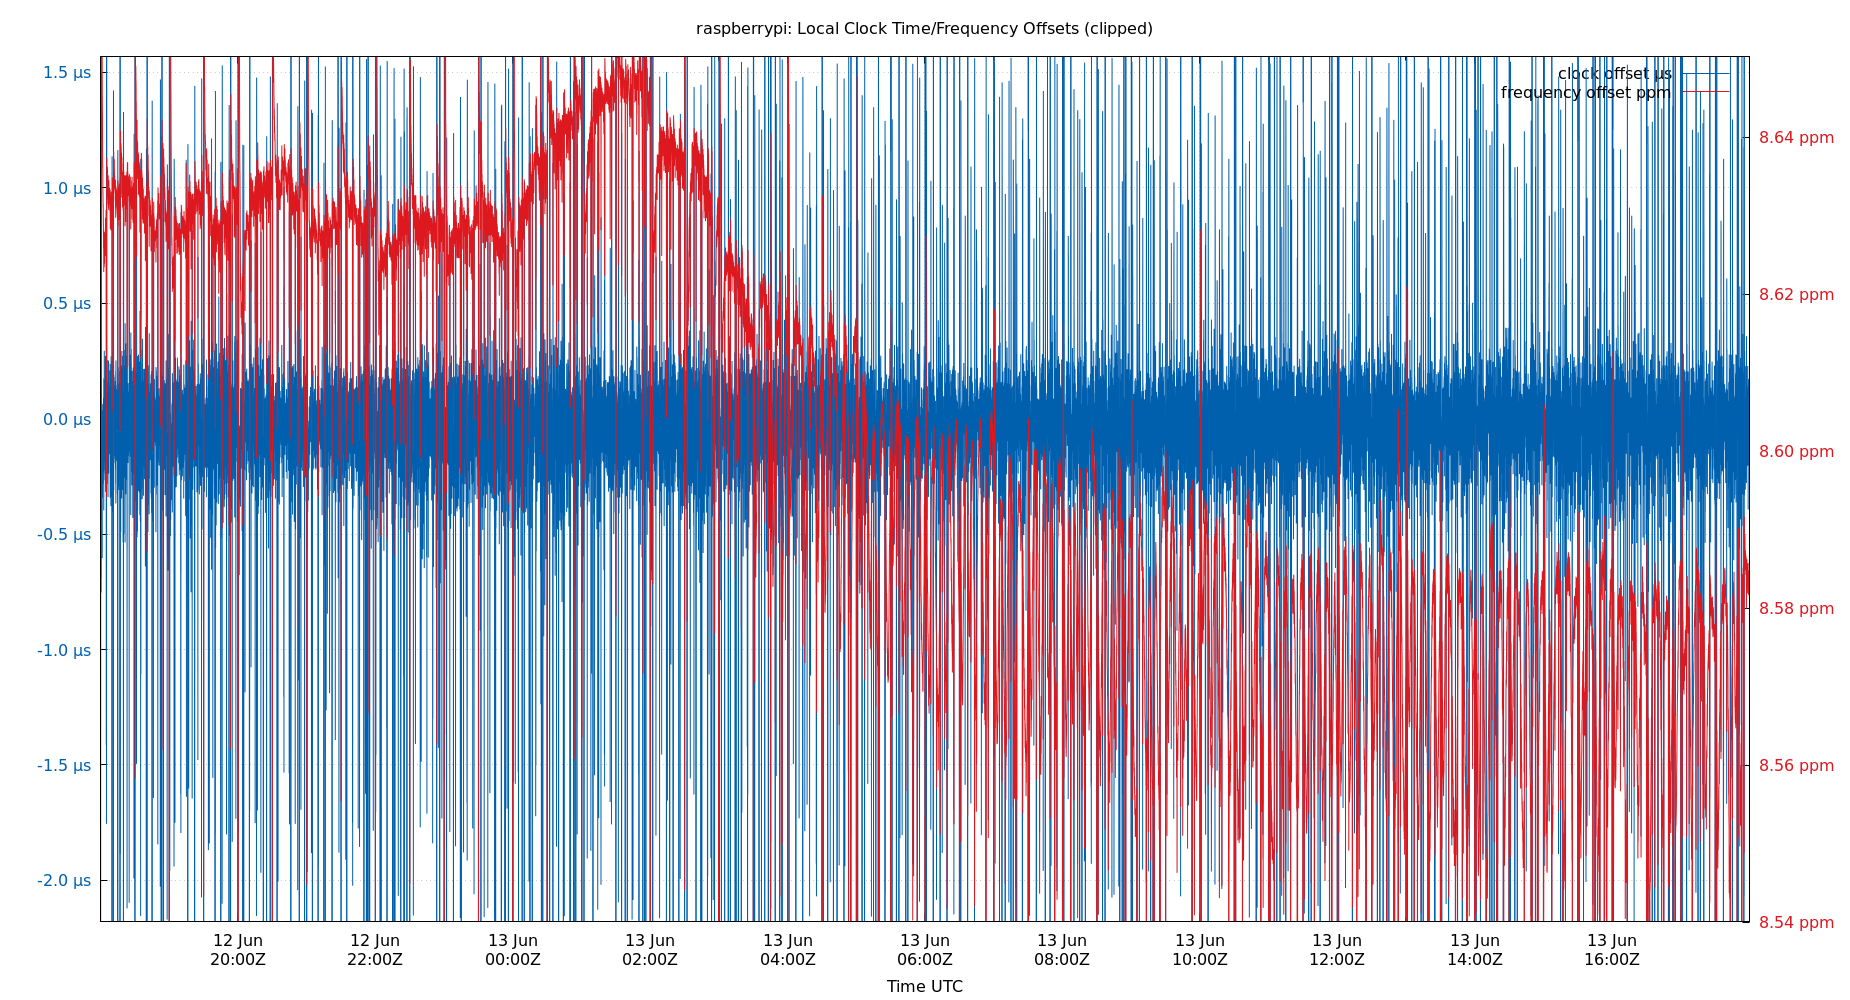 raspberrypi: Local Clock Time/Frequency Offsets (clipped)
clock offset µs
frequency offset ppm
1.5 µs
1.0 µs
0.5 µs
0.0 µs
-0.5 µs
-1.0 µs
-1.5 µs
-2.0 µs
8.64 ppm
8.62 ppm
8.60 ppm
8.58 ppm
8.56 ppm
8.54 ppm
12 Jun 12 Jun 13 Jun 13 Jun 13 Jun 13 Jun 13 Jun 13 Jun 13 Jun 13 Jun 13 Jun
20:00Z 22:00Z 00:00Z 02:00Z 04:00Z 06:00Z 08:00Z 10:00Z 12:00Z 14:00Z 16:00Z
Time UTC